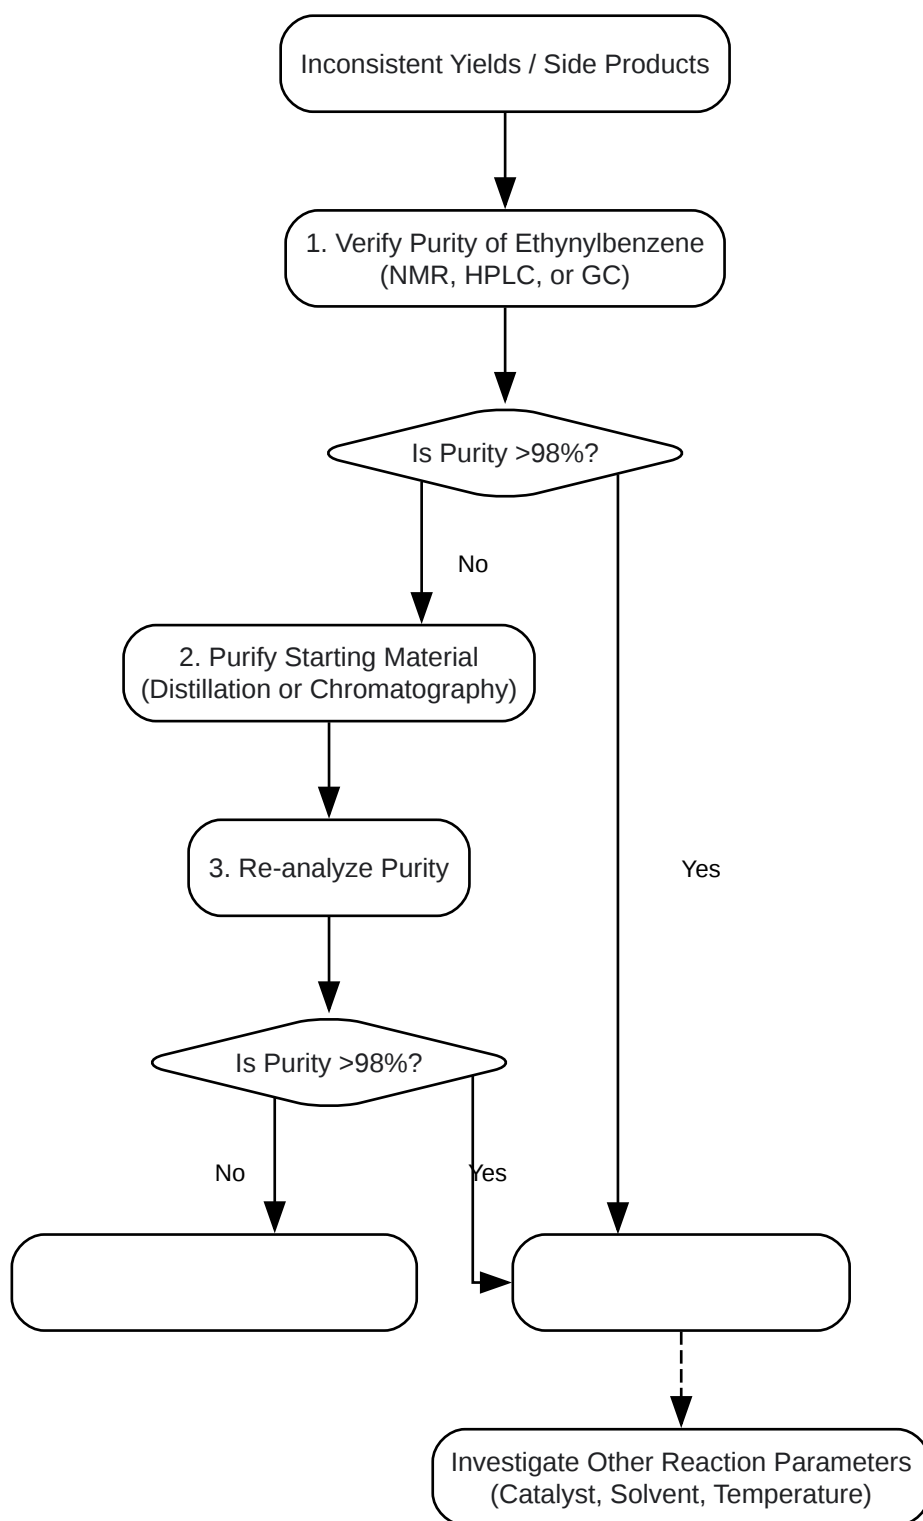 Inconsistent Yields / Side Products
1. Verify Purity of Ethynylbenzene
(NMR, HPLC, or GC)
Is Purity >98%?
No
2. Purify Starting Material
(Distillation or Chromatography)
3. Re-analyze Purity
Yes
Is Purity >98%?
No
Yes
Investigate Other Reaction Parameters
(Catalyst, Solvent, Temperature)